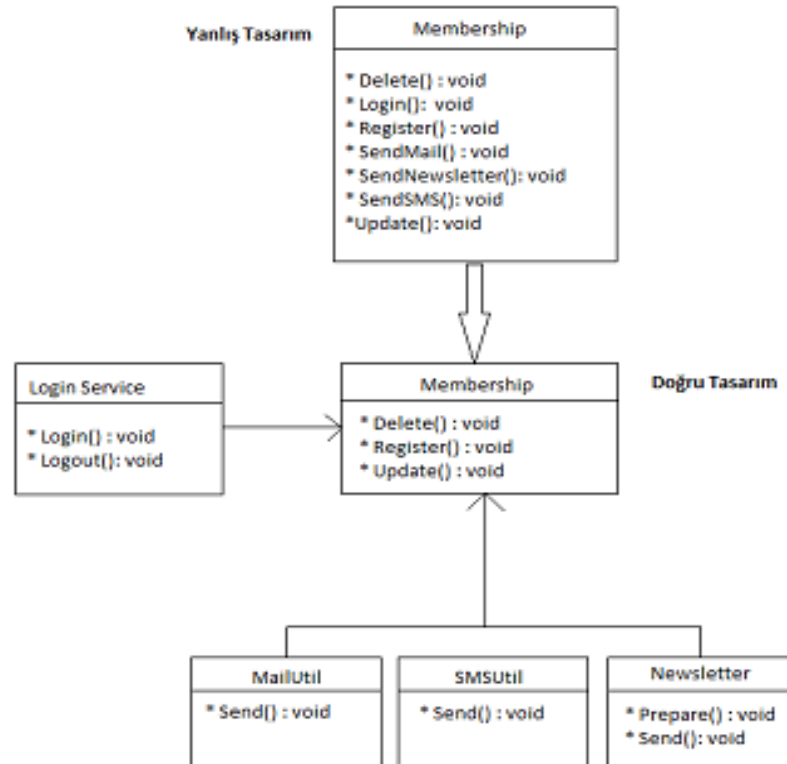 Yanlış Tasarım
Membership
* Delete() : void
* Login(): void
* Register() : void
* SendMail() : void
* SendNewsletter(): void
* SendSMS(): void
*Update(): void
Login Service
* Login() : void
* Logout(): void
Membership
* Delete() : void
* Register() : void
* Update() : void
Doğru Tasarım
MailUtil
* Send() : void
SMSUtil
* Send() : void
Newsletter
* Prepare() : void
* Send(): void